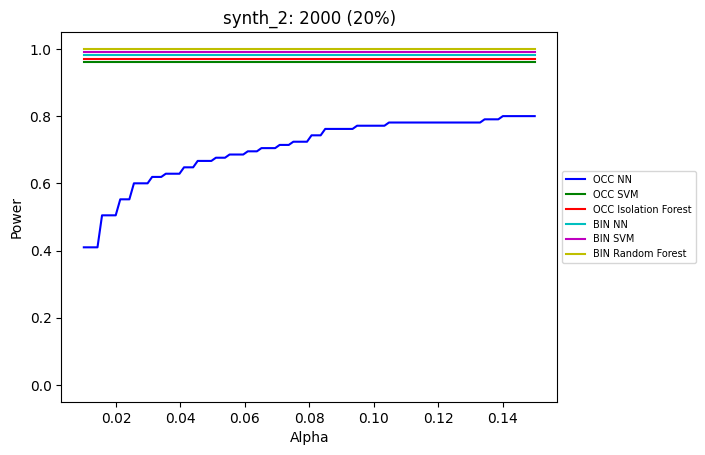 synth_2: 2000 (20%)
Power
1.0
0.8
0.6
0.4
0.2
0.0
0.02 0.04 0.06 0.08 0.10 0.12 0.14
Alpha
OCC NN
OCC SVM
OCC Isolation Forest
BIN NN
BIN SVM
BIN Random Forest